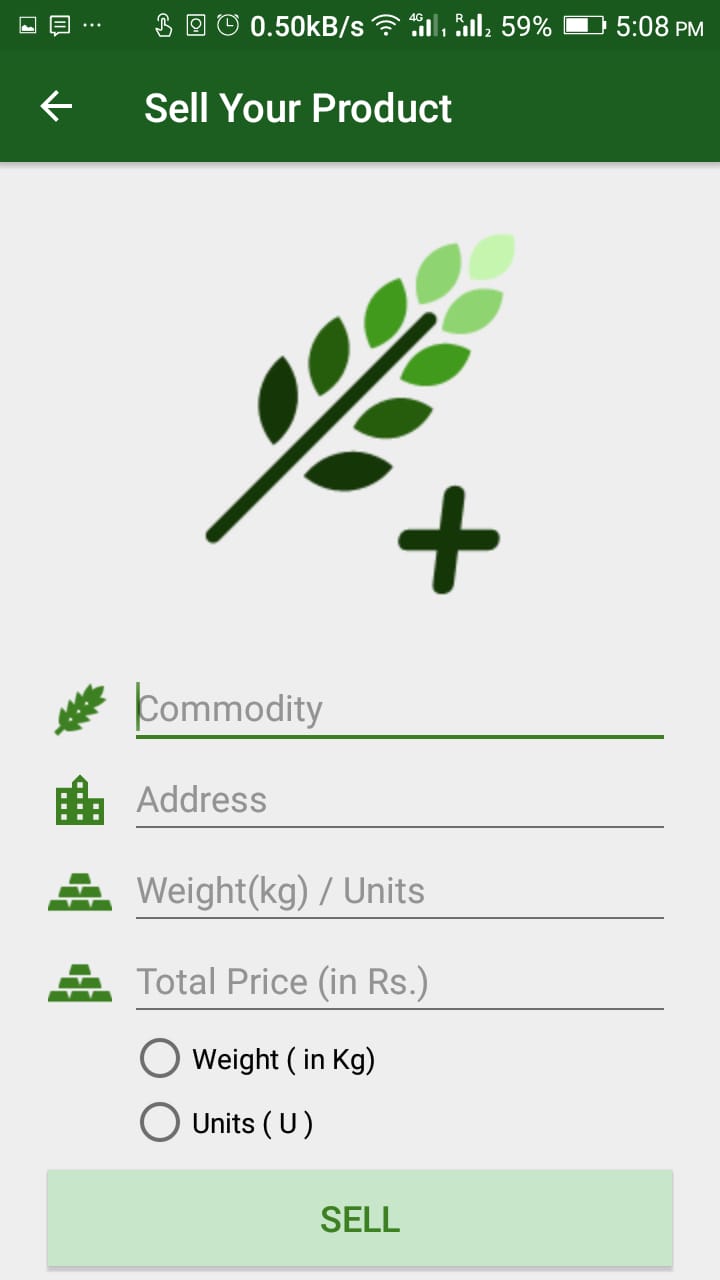 0.50kB/s 4G 1 R 2 59% 5:08 PM
Sell Your Product
Commodity
Address
Weight(kg) / Units
Total Price (in Rs.)
Weight ( in Kg)
Units ( U )
SELL